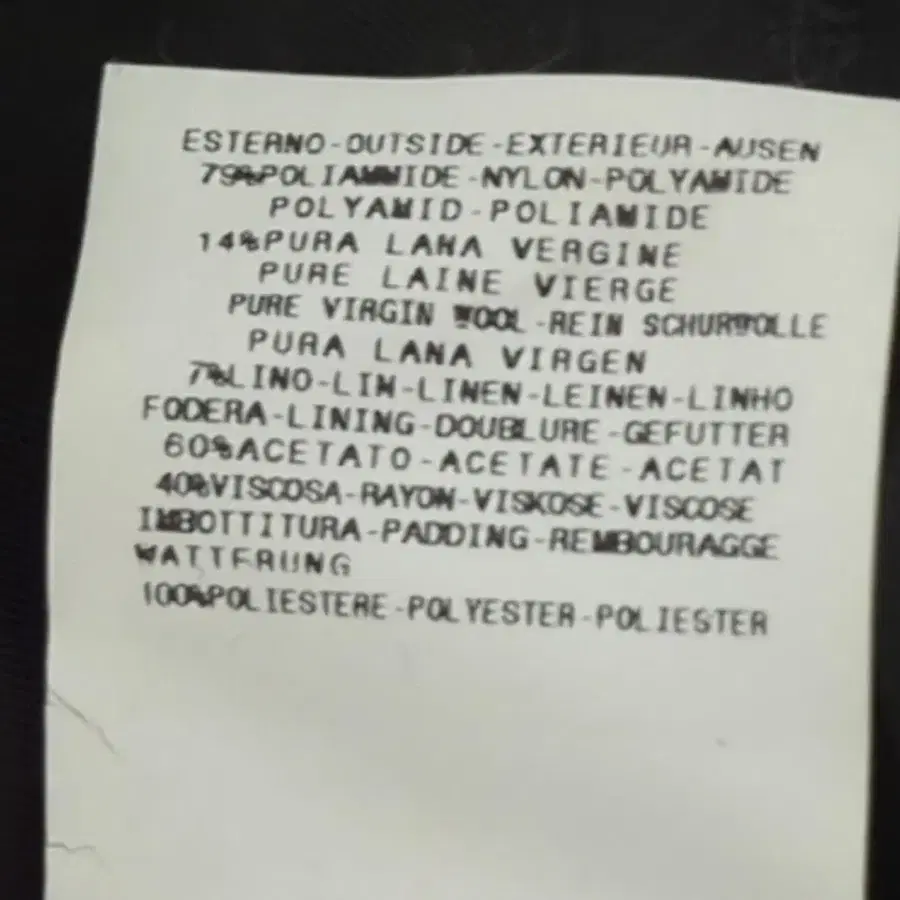 ESTERNO-OUTSIDE-EXTERIEUR-AUSEN
79%POLIAMMIDE-NYLON-POLYAMIDE
POLYAMID-POLIAMIDE
14%PURA LANA VERGINE
PURE LAINE VIERGE
PURE VIRGIN WOOL-REIN SCHURWOLLE
PURA LANA VIRGEN
7%LINO-LIN-LINEN-LEINEN-LINHO
FODERA-LINING-DOUBLURE-GEFUTTER
60%ACETATO-ACETATE-ACETAT
40%VISCOSA-RAYON-VISKOSE-VISCOSE
IMBOTTITURA-PADDING-REMBOURAGGE
WATTERUNG
100%POLIESTERE-POLYESTER-POLIESTER